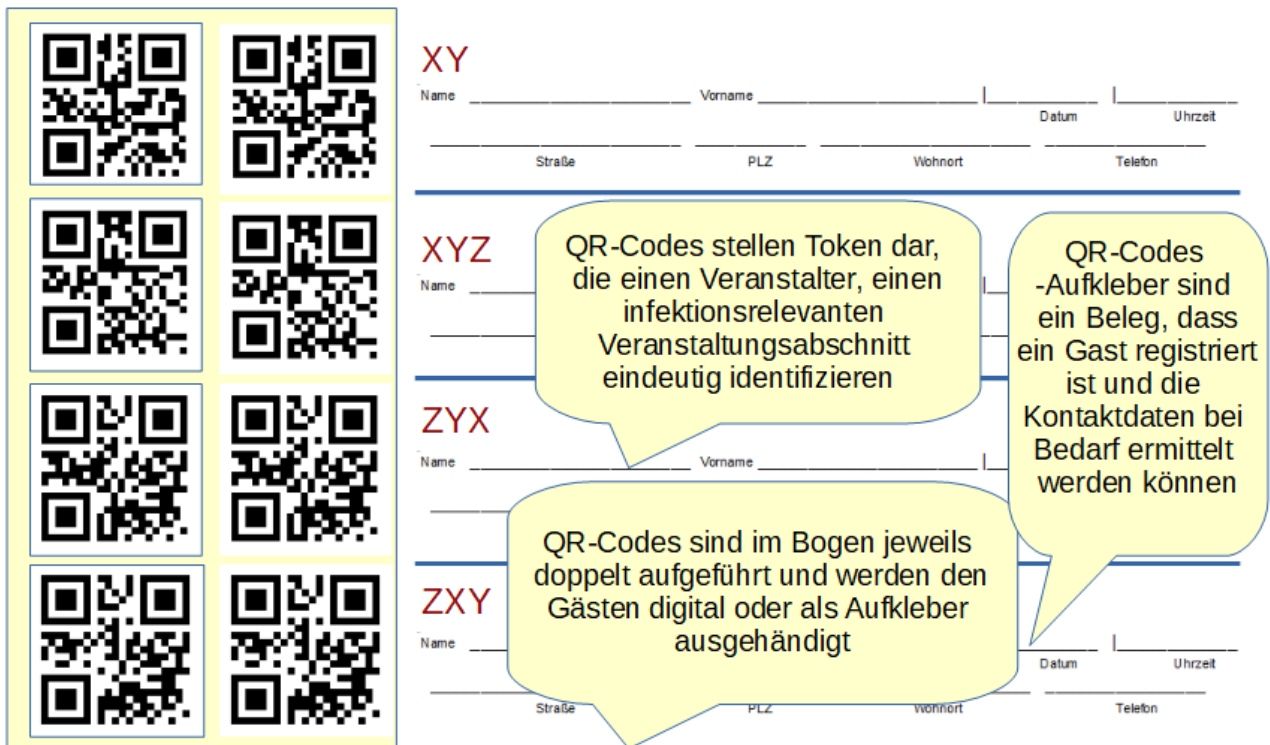 XY
Name Vorname
Datum Uhrzeit
Straße PLZ Wohnort Telefon
XYZ
Name
QR-Codes stellen Token dar,
die einen Veranstalter, einen
infektionsrelevanten
Veranstaltungsabschnitt
eindeutig identifizieren
QR-Codes
-Aufkleber sind
ein Beleg, dass
ein Gast registriert
ist und die
Kontaktdaten bei
Bedarf ermittelt
werden können
ZYX
Name Vorname
QR-Codes sind im Bogen jeweils
doppelt aufgeführt und werden den
Gästen digital oder als Aufkleber
ausgehändigt
ZXY
Name
Datum Uhrzeit
Straße PLZ Wohnort Telefon